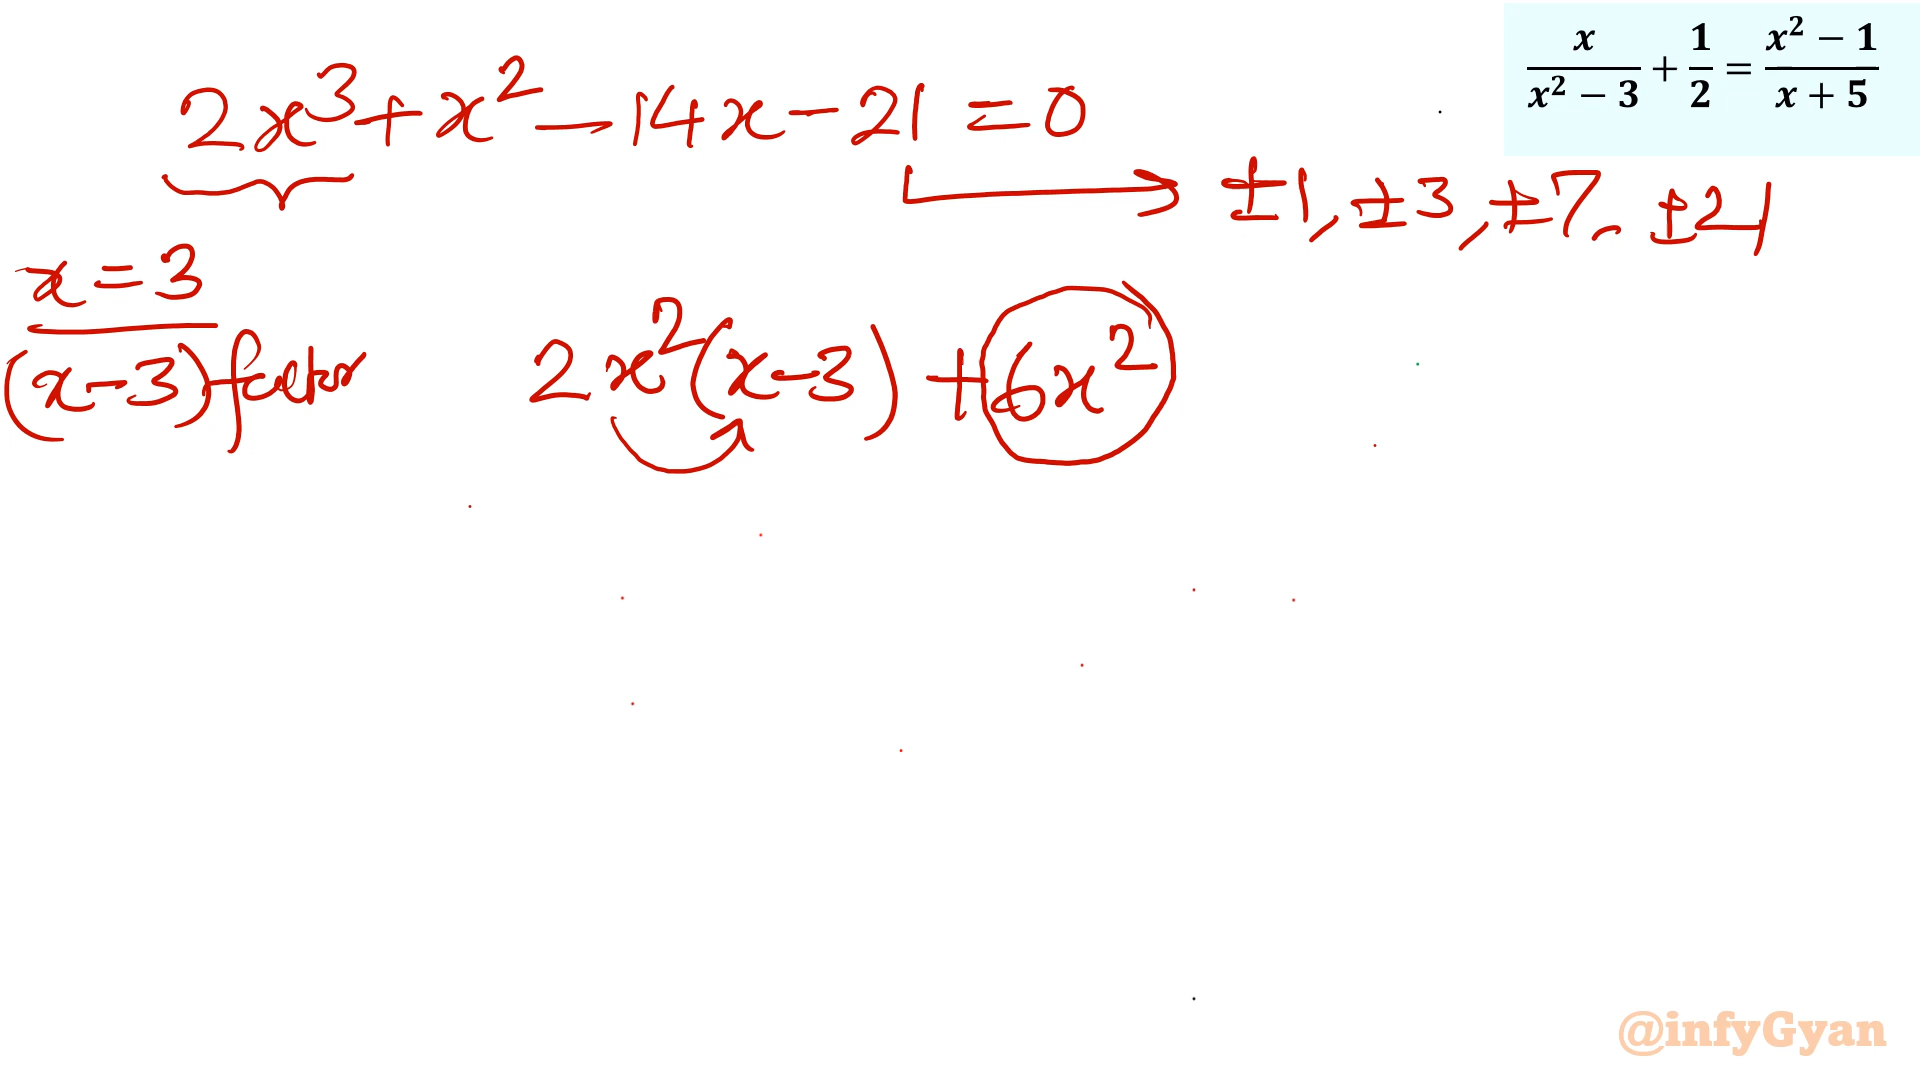 x/(x² − 3) + 1/2 = (x² − 1)/(x + 5)
2x³ + x² − 14x − 21 = 0
±1, ±3, ±7, ±21
x = 3
(x−3) factor
2x²(x−3) + 6x²
@infyGyan